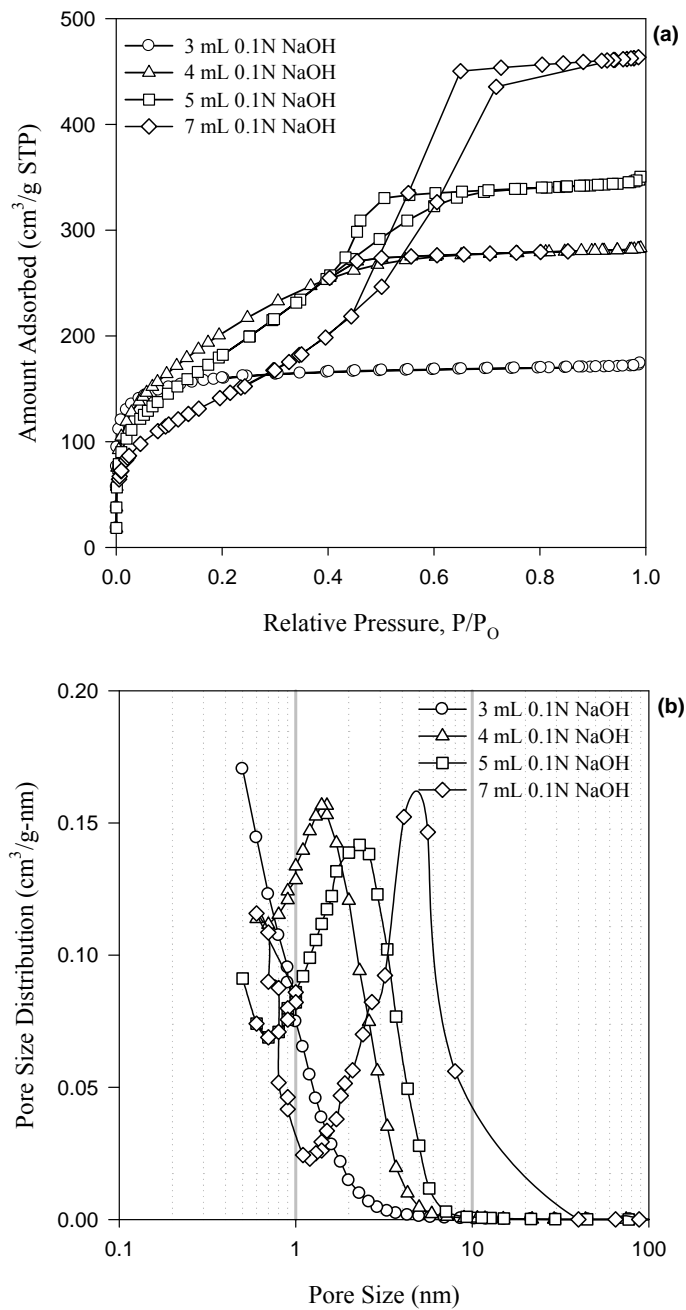 (a)
3 mL 0.1N NaOH
4 mL 0.1N NaOH
5 mL 0.1N NaOH
7 mL 0.1N NaOH
500
400
300
200
100
0
Amount Adsorbed (cm³/g STP)
0.0 0.2 0.4 0.6 0.8 1.0
Relative Pressure, P/P_O
(b)
3 mL 0.1N NaOH
4 mL 0.1N NaOH
5 mL 0.1N NaOH
7 mL 0.1N NaOH
0.20
0.15
0.10
0.05
0.00
Pore Size Distribution (cm³/g-nm)
0.1 1 10 100
Pore Size (nm)